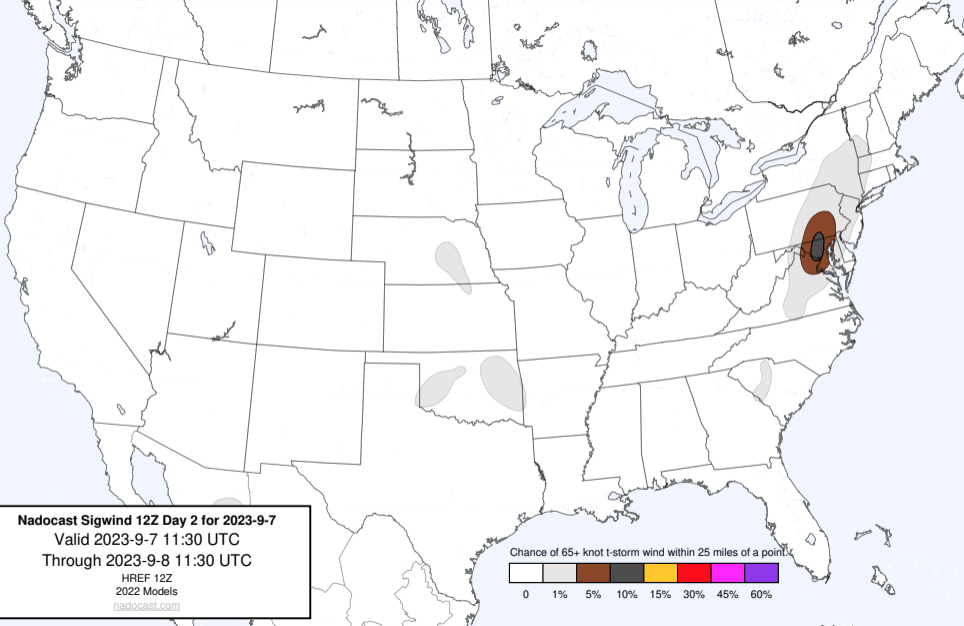 Nadocast Sigwind 12Z Day 2 for 2023-9-7
Valid 2023-9-7 11:30 UTC
Through 2023-9-8 11:30 UTC
HREF 12Z
2022 Models
nadocast.com
Chance of 65+ knot t-storm wind within 25 miles of a point.
0 1% 5% 10% 15% 30% 45% 60%